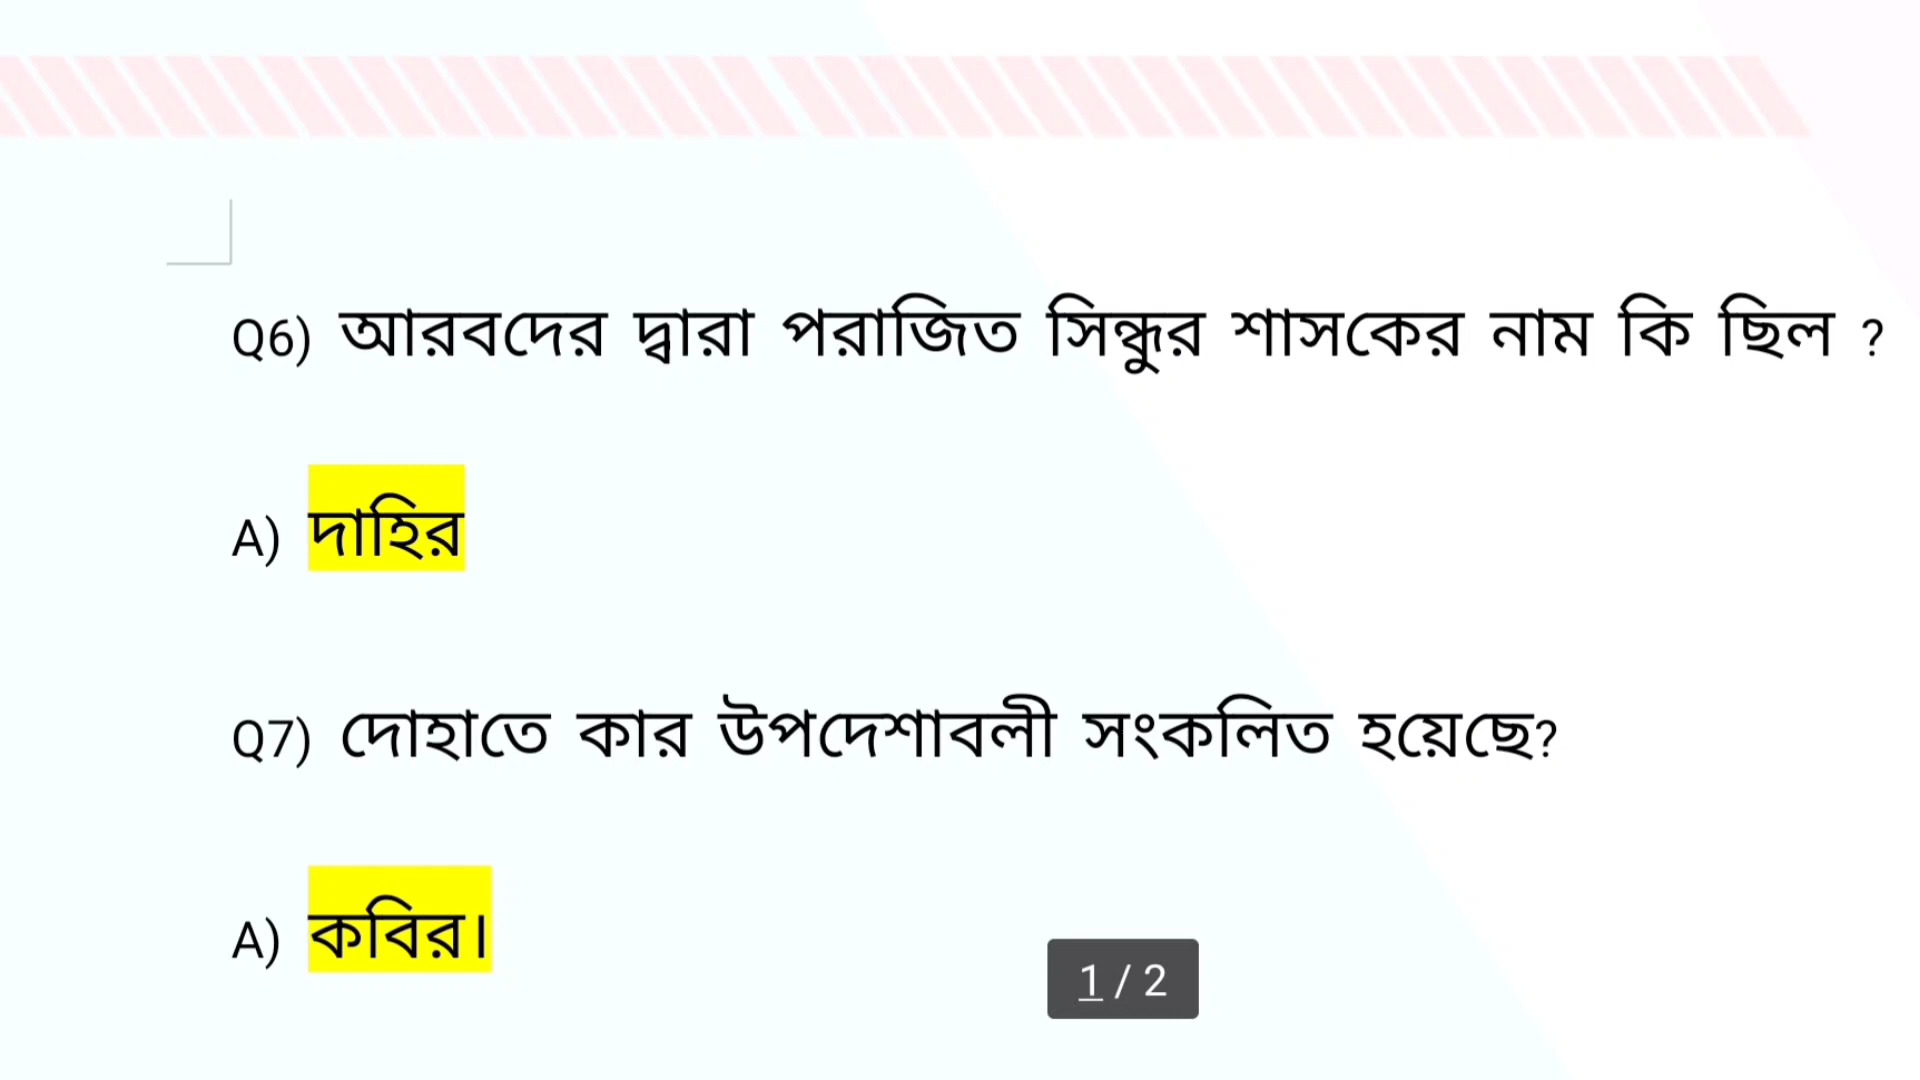 Q6) আরবদের দ্বারা পরাজিত সিন্ধুর শাসকের নাম কি ছিল ?
A) দাহির
Q7) দোহাতে কার উপদেশাবলী সংকলিত হয়েছে?
A) কবির।
1 / 2